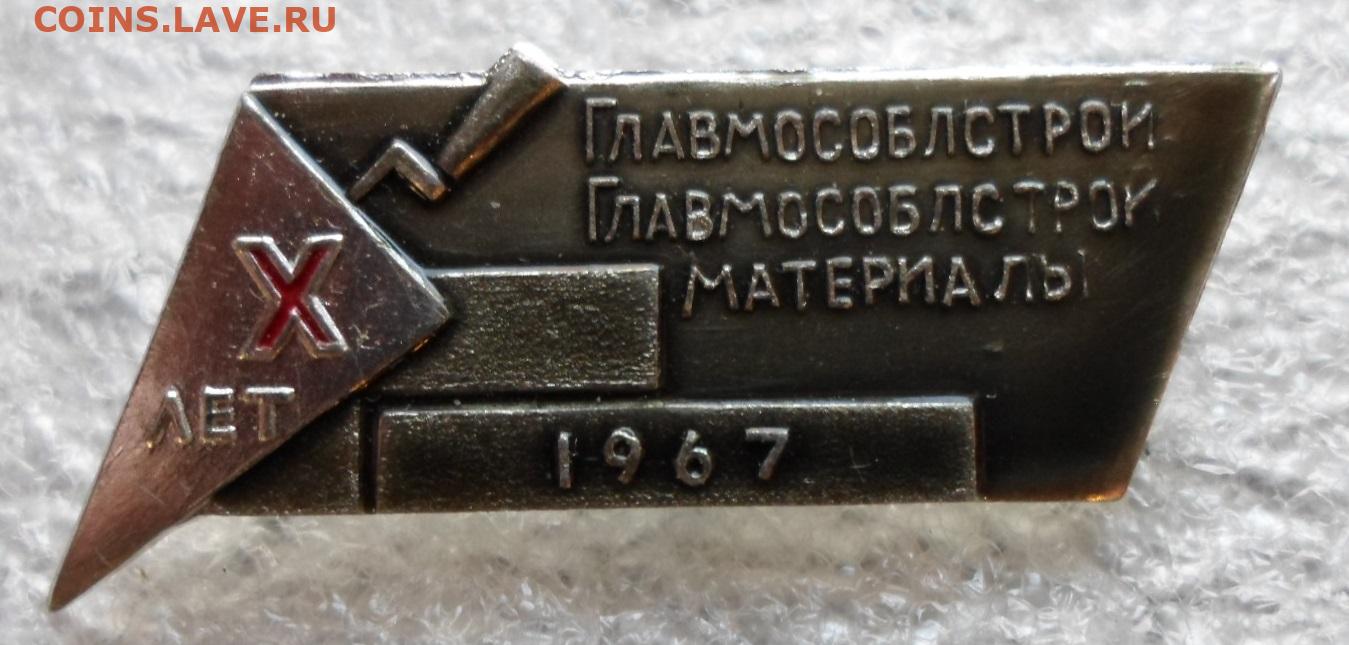 COINS.LAVE.RU
ГЛАВМОСОБЛСТРОЙ
ГЛАВМОСОБЛСТРОЙ
МАТЕРИАЛЫ
X
ЛЕТ
1967